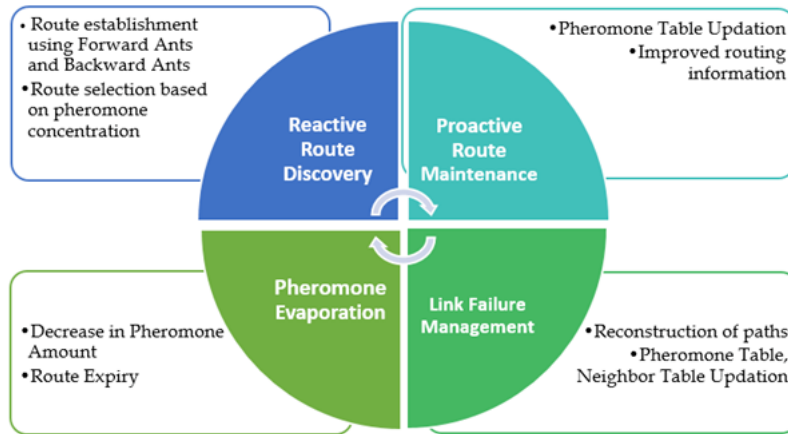 • Route establishment
using Forward Ants
and Backward Ants
•Route selection based
on pheromone
concentration
•Pheromone Table Updation
•Improved routing
information
Reactive
Route
Discovery
Proactive
Route
Maintenance
Pheromone
Evaporation
Link Failure
Management
•Decrease in Pheromone
Amount
•Route Expiry
•Reconstruction of paths
•Pheromone Table,
Neighbor Table Updation